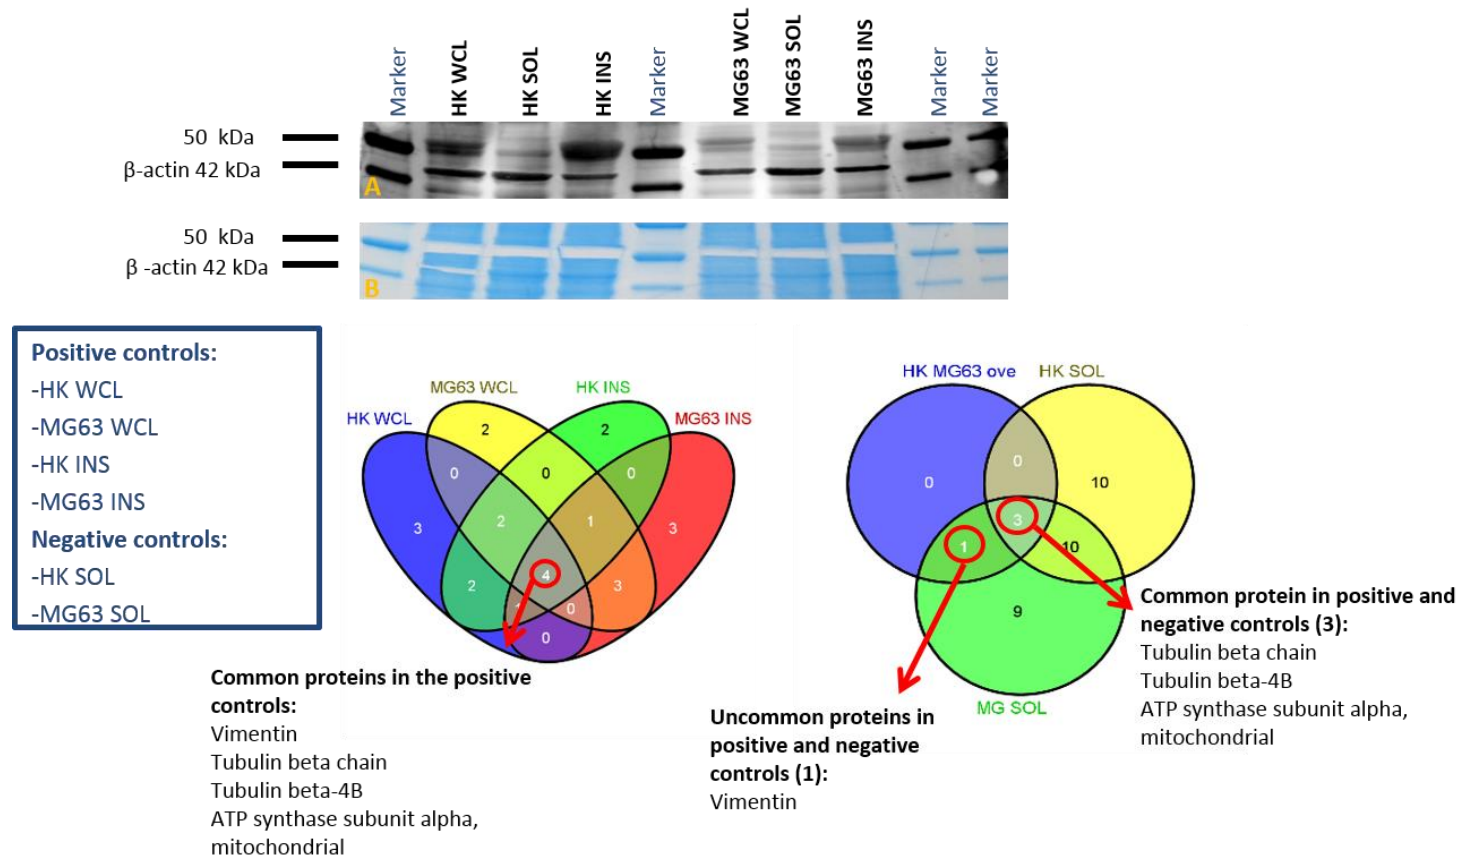 Marker
HK WCL
HK SOL
HK INS
Marker
MG63 WCL
MG63 SOL
MG63 INS
Marker
Marker
50 kDa
β-actin 42 kDa
A
50 kDa
β -actin 42 kDa
B
Positive controls:
-HK WCL
-MG63 WCL
-HK INS
-MG63 INS
Negative controls:
-HK SOL
-MG63 SOL
HK WCL
MG63 WCL
HK INS
MG63 INS
2
2
0
0
0
3
2
1
3
2
4
3
0
0
Common proteins in the positive
controls:
Vimentin
Tubulin beta chain
Tubulin beta-4B
ATP synthase subunit alpha,
mitochondrial
HK MG63 ove
HK SOL
0
0
10
3
1
10
9
MG SOL
Uncommon proteins in
positive and negative
controls (1):
Vimentin
Common protein in positive and
negative controls (3):
Tubulin beta chain
Tubulin beta-4B
ATP synthase subunit alpha,
mitochondrial